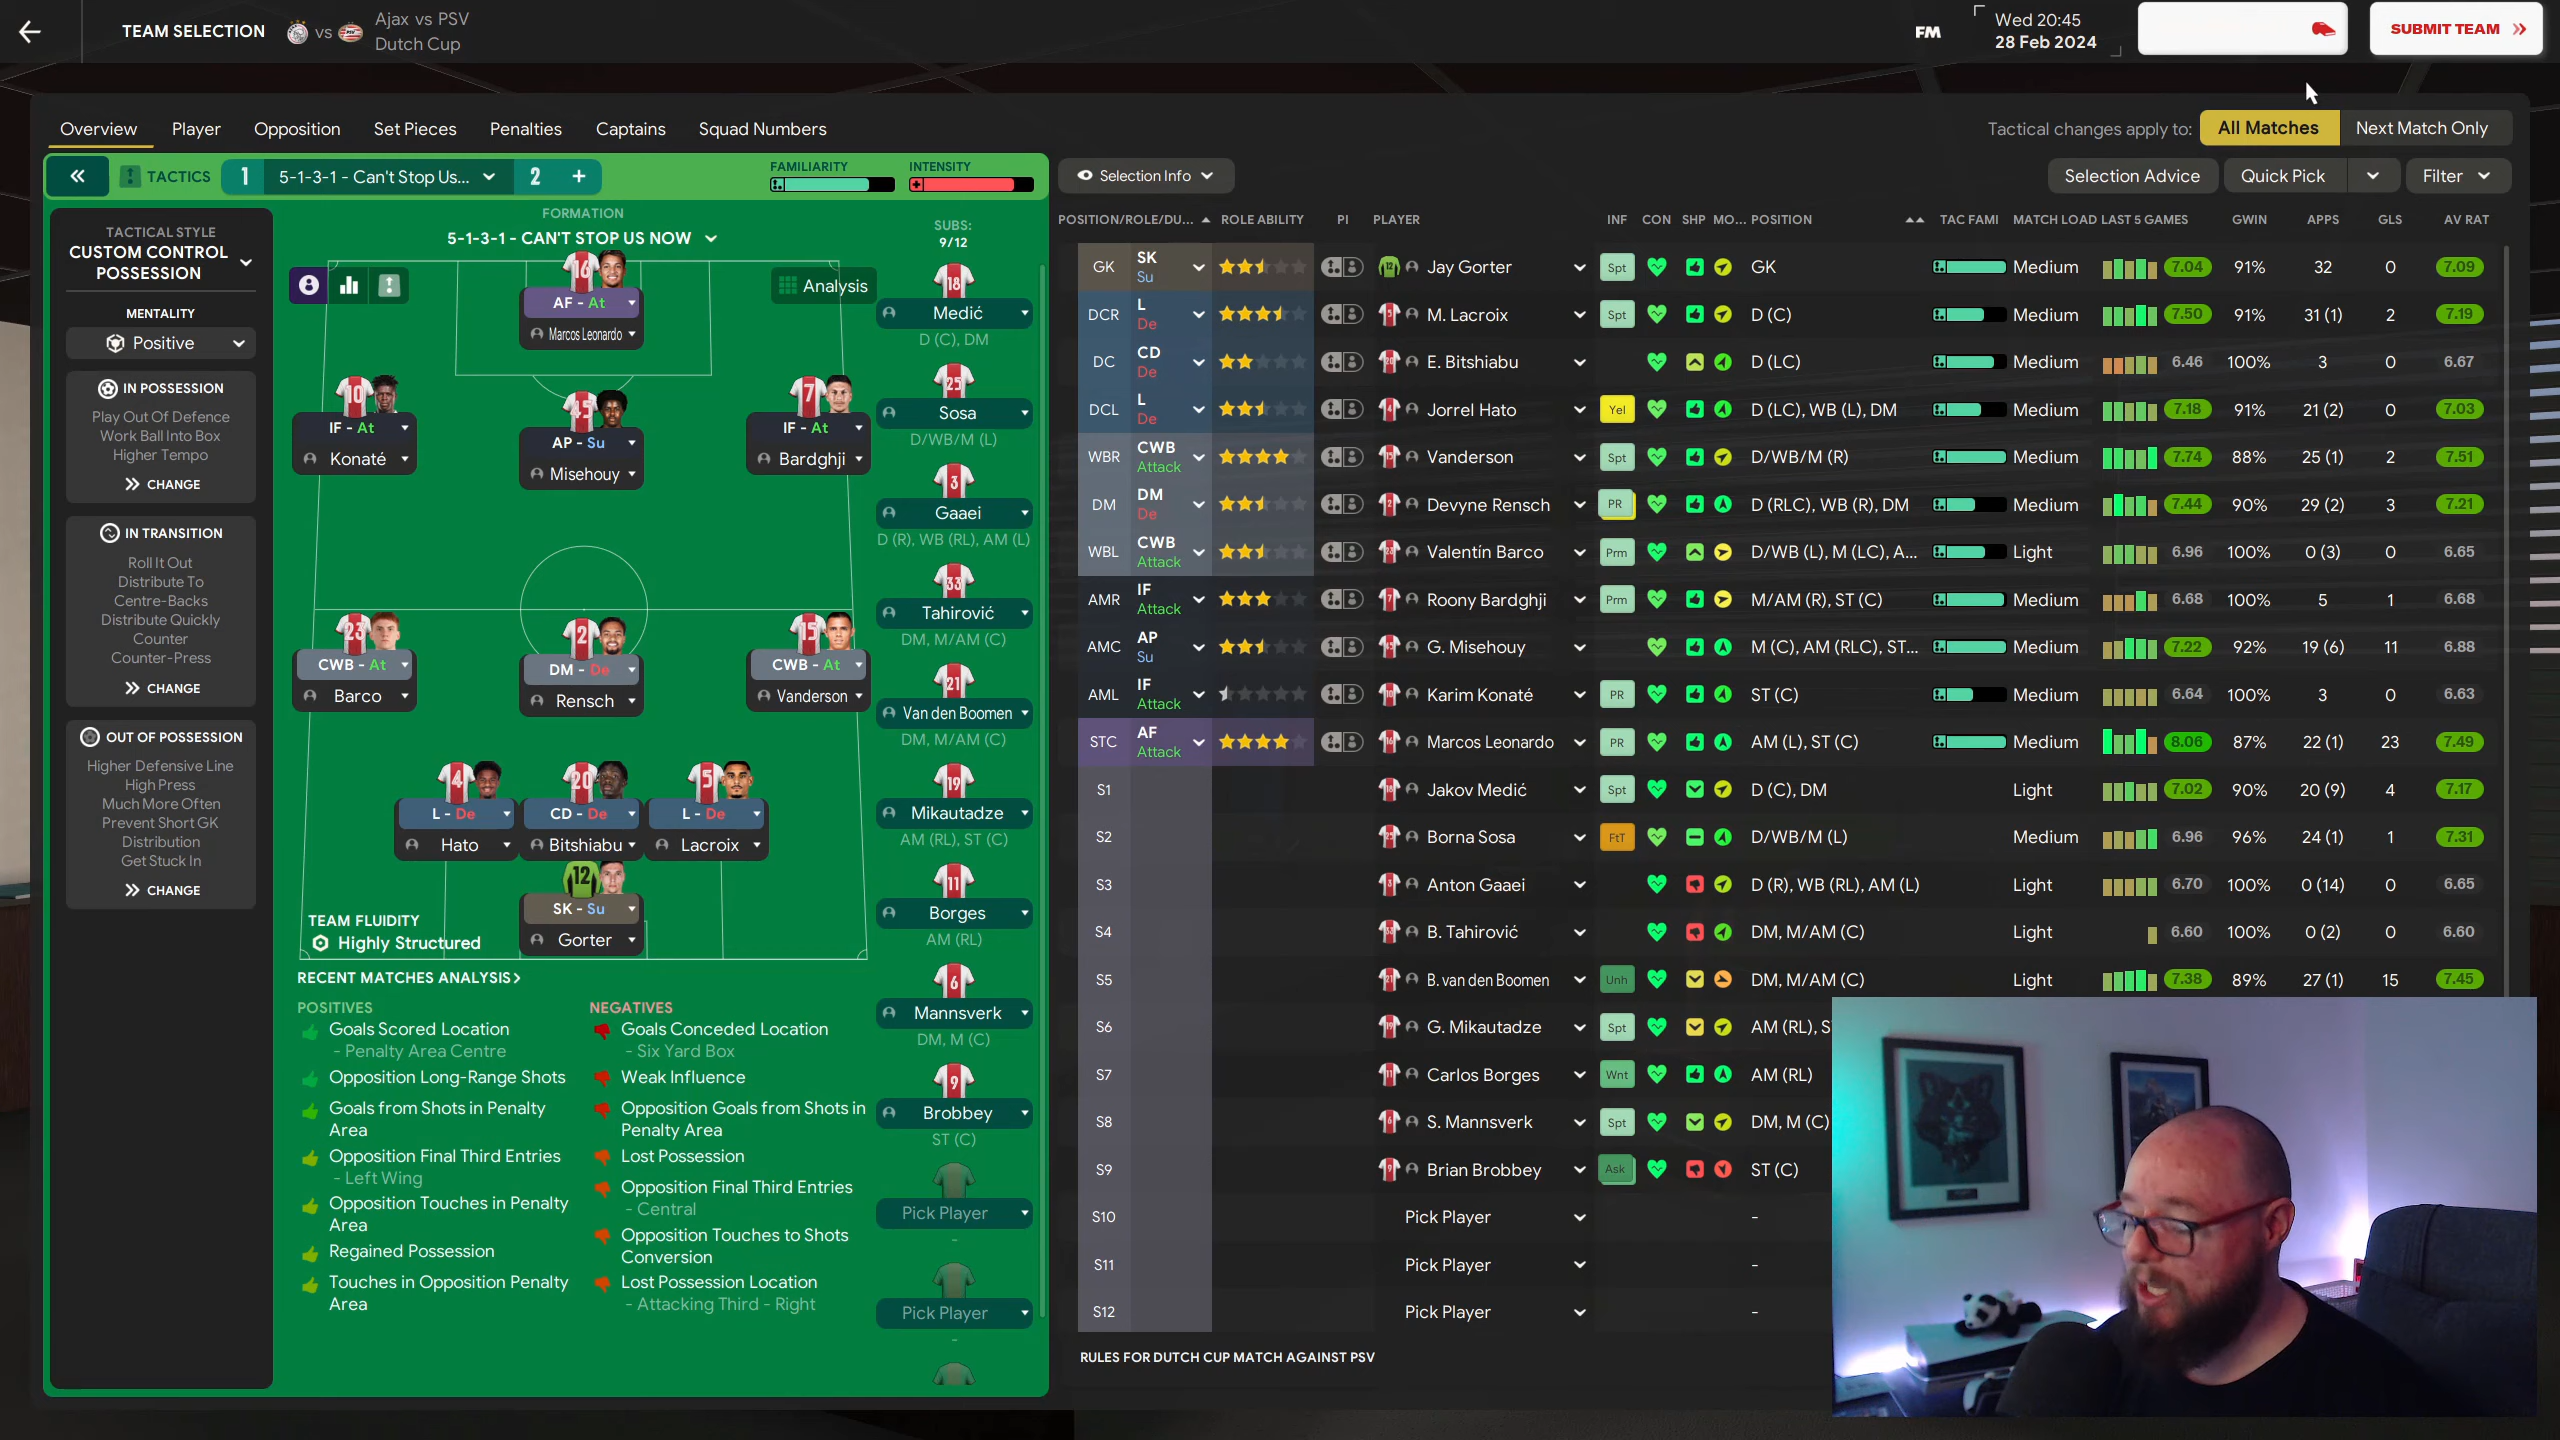 TEAM SELECTION
vs
Ajax vs PSV
Dutch Cup
FM
Wed 20:45
28 Feb 2024
SUBMIT TEAM
Overview Player Opposition Set Pieces Penalties Captains Squad Numbers
Tactical changes apply to: All Matches Next Match Only
TACTICS 1 5-1-3-1 - Can't Stop Us... 2 +
FAMILIARITY INTENSITY
Selection Info
Selection Advice Quick Pick Filter
TACTICAL STYLE
CUSTOM CONTROL
POSSESSION
MENTALITY
Positive
IN POSSESSION
Play Out Of Defence
Work Ball Into Box
Higher Tempo
CHANGE
IN TRANSITION
Roll It Out
Distribute To
Centre-Backs
Distribute Quickly
Counter
Counter-Press
CHANGE
OUT OF POSSESSION
Higher Defensive Line
High Press
Much More Often
Prevent Short GK
Distribution
Get Stuck In
CHANGE
FORMATION
5-1-3-1 - CAN'T STOP US NOW
Analysis
16
AF - At
Marcos Leonardo
10
IF - At
Konaté
45
AP - Su
Misehouy
7
IF - At
Bardghji
23
CWB - At
Barco
2
DM - De
Rensch
15
CWB - At
Vanderson
4
L - De
Hato
20
CD - De
Bitshiabu
5
L - De
Lacroix
12
SK - Su
Gorter
TEAM FLUIDITY
Highly Structured
SUBS:
9/12
18
Medić
D (C), DM
25
Sosa
D/WB/M (L)
3
Gaaei
D (R), WB (RL), AM (L)
33
Tahirović
DM, M/AM (C)
21
Van den Boomen
DM, M/AM (C)
19
Mikautadze
AM (RL), ST (C)
11
Borges
AM (RL)
6
Mannsverk
DM, M (C)
9
Brobbey
ST (C)
Pick Player
-
Pick Player
-
RECENT MATCHES ANALYSIS
POSITIVES
Goals Scored Location
- Penalty Area Centre
Opposition Long-Range Shots
Goals from Shots in Penalty
Area
Opposition Final Third Entries
- Left Wing
Opposition Touches in Penalty
Area
Regained Possession
Touches in Opposition Penalty
Area
NEGATIVES
Goals Conceded Location
- Six Yard Box
Weak Influence
Opposition Goals from Shots in
Penalty Area
Lost Possession
Opposition Final Third Entries
- Central
Opposition Touches to Shots
Conversion
Lost Possession Location
- Attacking Third - Right
POSITION/ROLE/DU... ROLE ABILITY PI PLAYER INF CON SHP MO... POSITION TAC FAMI MATCH LOAD LAST 5 GAMES GWIN APPS GLS AV RAT
GK SK Su Jay Gorter Spt GK Medium 7.04 91% 32 0 7.09
DCR L De M. Lacroix Spt D (C) Medium 7.50 91% 31 (1) 2 7.19
DC CD De E. Bitshiabu D (LC) Medium 6.46 100% 3 0 6.67
DCL L De Jorrel Hato Yel D (LC), WB (L), DM Medium 7.18 91% 21 (2) 0 7.03
WBR CWB Attack Vanderson Spt D/WB/M (R) Medium 7.74 88% 25 (1) 2 7.51
DM DM De Devyne Rensch PR D (RLC), WB (R), DM Medium 7.44 90% 29 (2) 3 7.21
WBL CWB Attack Valentín Barco Prm D/WB (L), M (LC), A... Light 6.96 100% 0 (3) 0 6.65
AMR IF Attack Roony Bardghji Prm M/AM (R), ST (C) Medium 6.68 100% 5 1 6.68
AMC AP Su G. Misehouy M (C), AM (RLC), ST... Medium 7.22 92% 19 (6) 11 6.88
AML IF Attack Karim Konaté PR ST (C) Medium 6.64 100% 3 0 6.63
STC AF Attack Marcos Leonardo PR AM (L), ST (C) Medium 8.06 87% 22 (1) 23 7.49
S1 Jakov Medić Spt D (C), DM Light 7.02 90% 20 (9) 4 7.17
S2 Borna Sosa FtT D/WB/M (L) Medium 6.96 96% 24 (1) 1 7.31
S3 Anton Gaaei D (R), WB (RL), AM (L) Light 6.70 100% 0 (14) 0 6.65
S4 B. Tahirović DM, M/AM (C) Light 6.60 100% 0 (2) 0 6.60
S5 B. van den Boomen Unh DM, M/AM (C) Light 7.38 89% 27 (1) 15 7.45
S6 G. Mikautadze Spt AM (RL), S
S7 Carlos Borges Wnt AM (RL)
S8 S. Mannsverk Spt DM, M (C)
S9 Brian Brobbey Ask ST (C)
S10 Pick Player -
S11 Pick Player -
S12 Pick Player -
RULES FOR DUTCH CUP MATCH AGAINST PSV